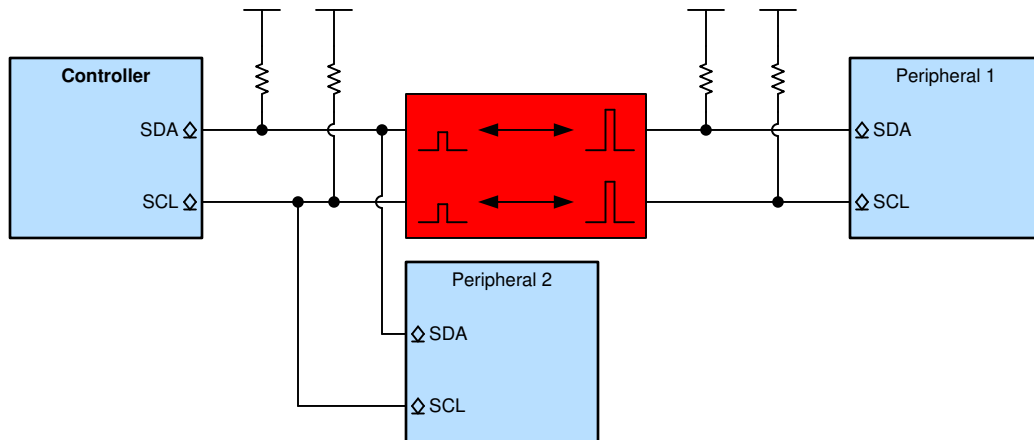 Controller
SDA
SCL
Peripheral 1
SDA
SCL
Peripheral 2
SDA
SCL